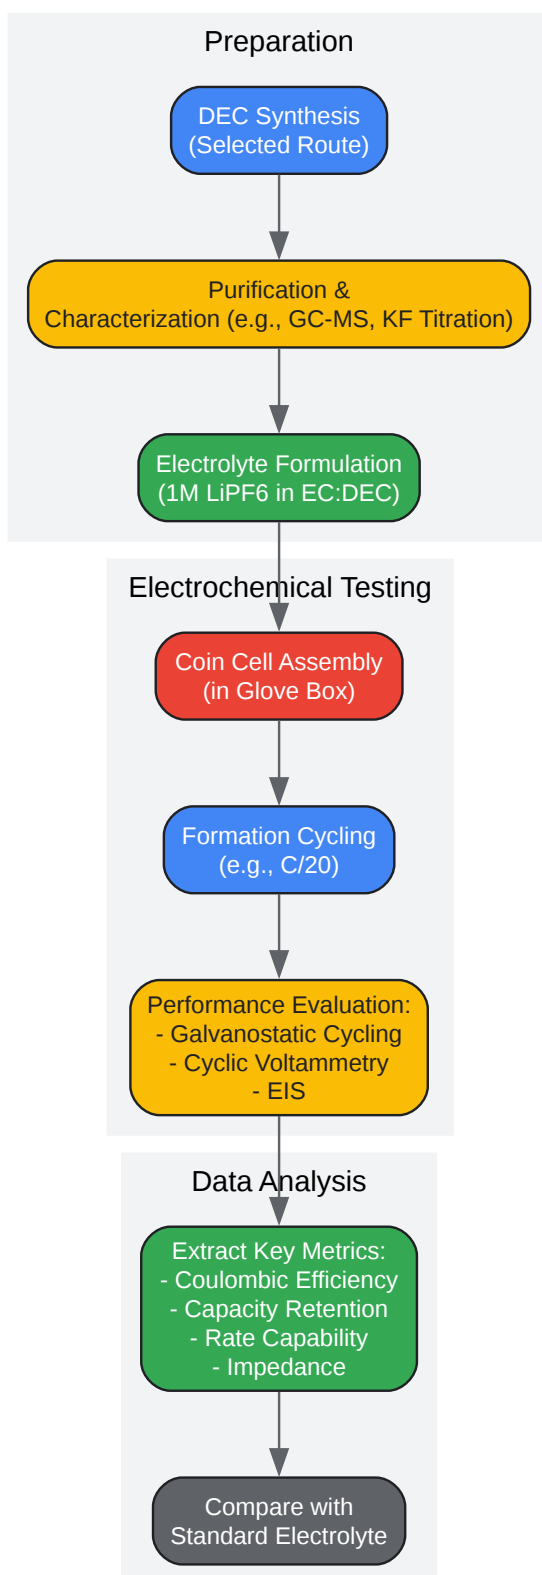 Preparation
DEC Synthesis
(Selected Route)
Purification &
Characterization (e.g., GC-MS, KF Titration)
Electrolyte Formulation
(1M LiPF6 in EC:DEC)
Electrochemical Testing
Coin Cell Assembly
(in Glove Box)
Formation Cycling
(e.g., C/20)
Performance Evaluation:
- Galvanostatic Cycling
- Cyclic Voltammetry
- EIS
Data Analysis
Extract Key Metrics:
- Coulombic Efficiency
- Capacity Retention
- Rate Capability
- Impedance
Compare with
Standard Electrolyte